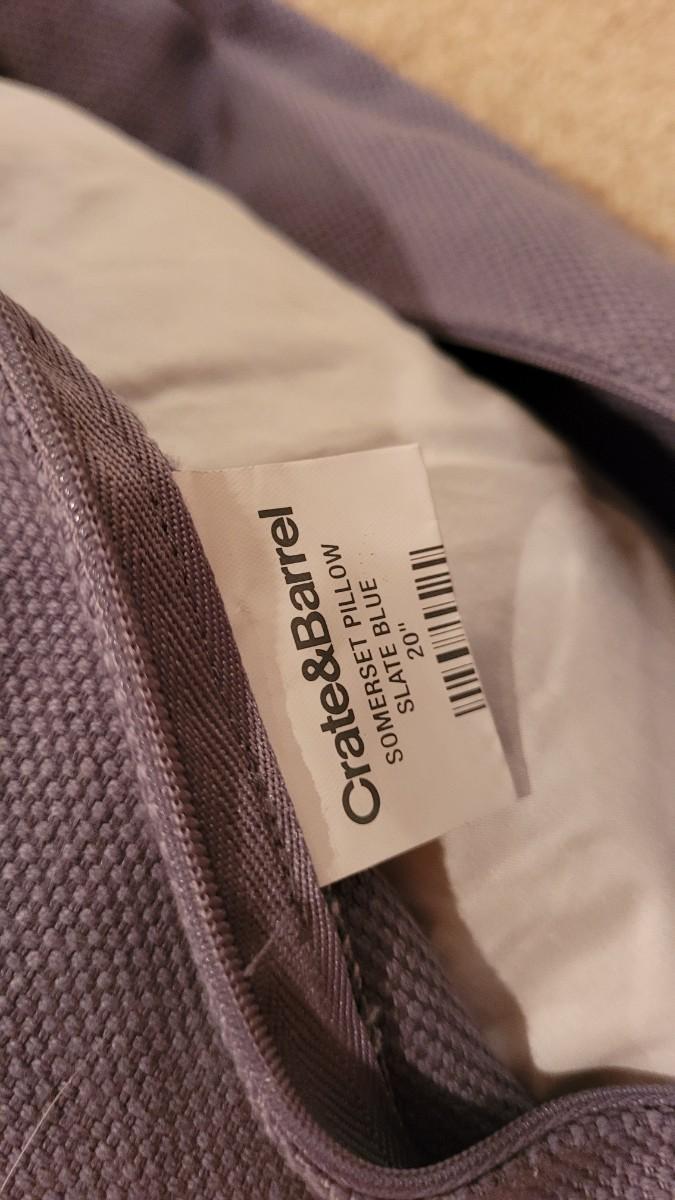 Crate&Barrel
SOMERSET PILLOW
SLATE BLUE
20"